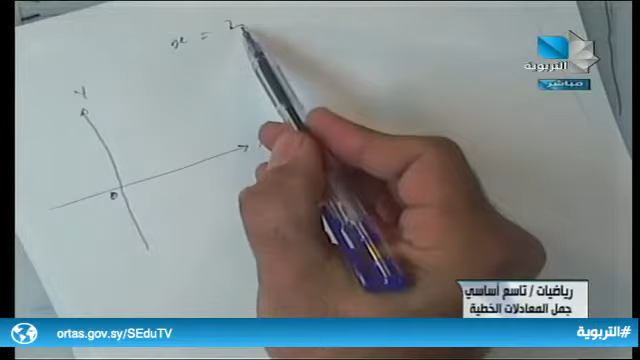 x = 2
y
o
التربوية
مباشر
رياضيات / تاسع أساسي
جمل المعادلات الخطية
ortas.gov.sy/SEduTV
#التربوية